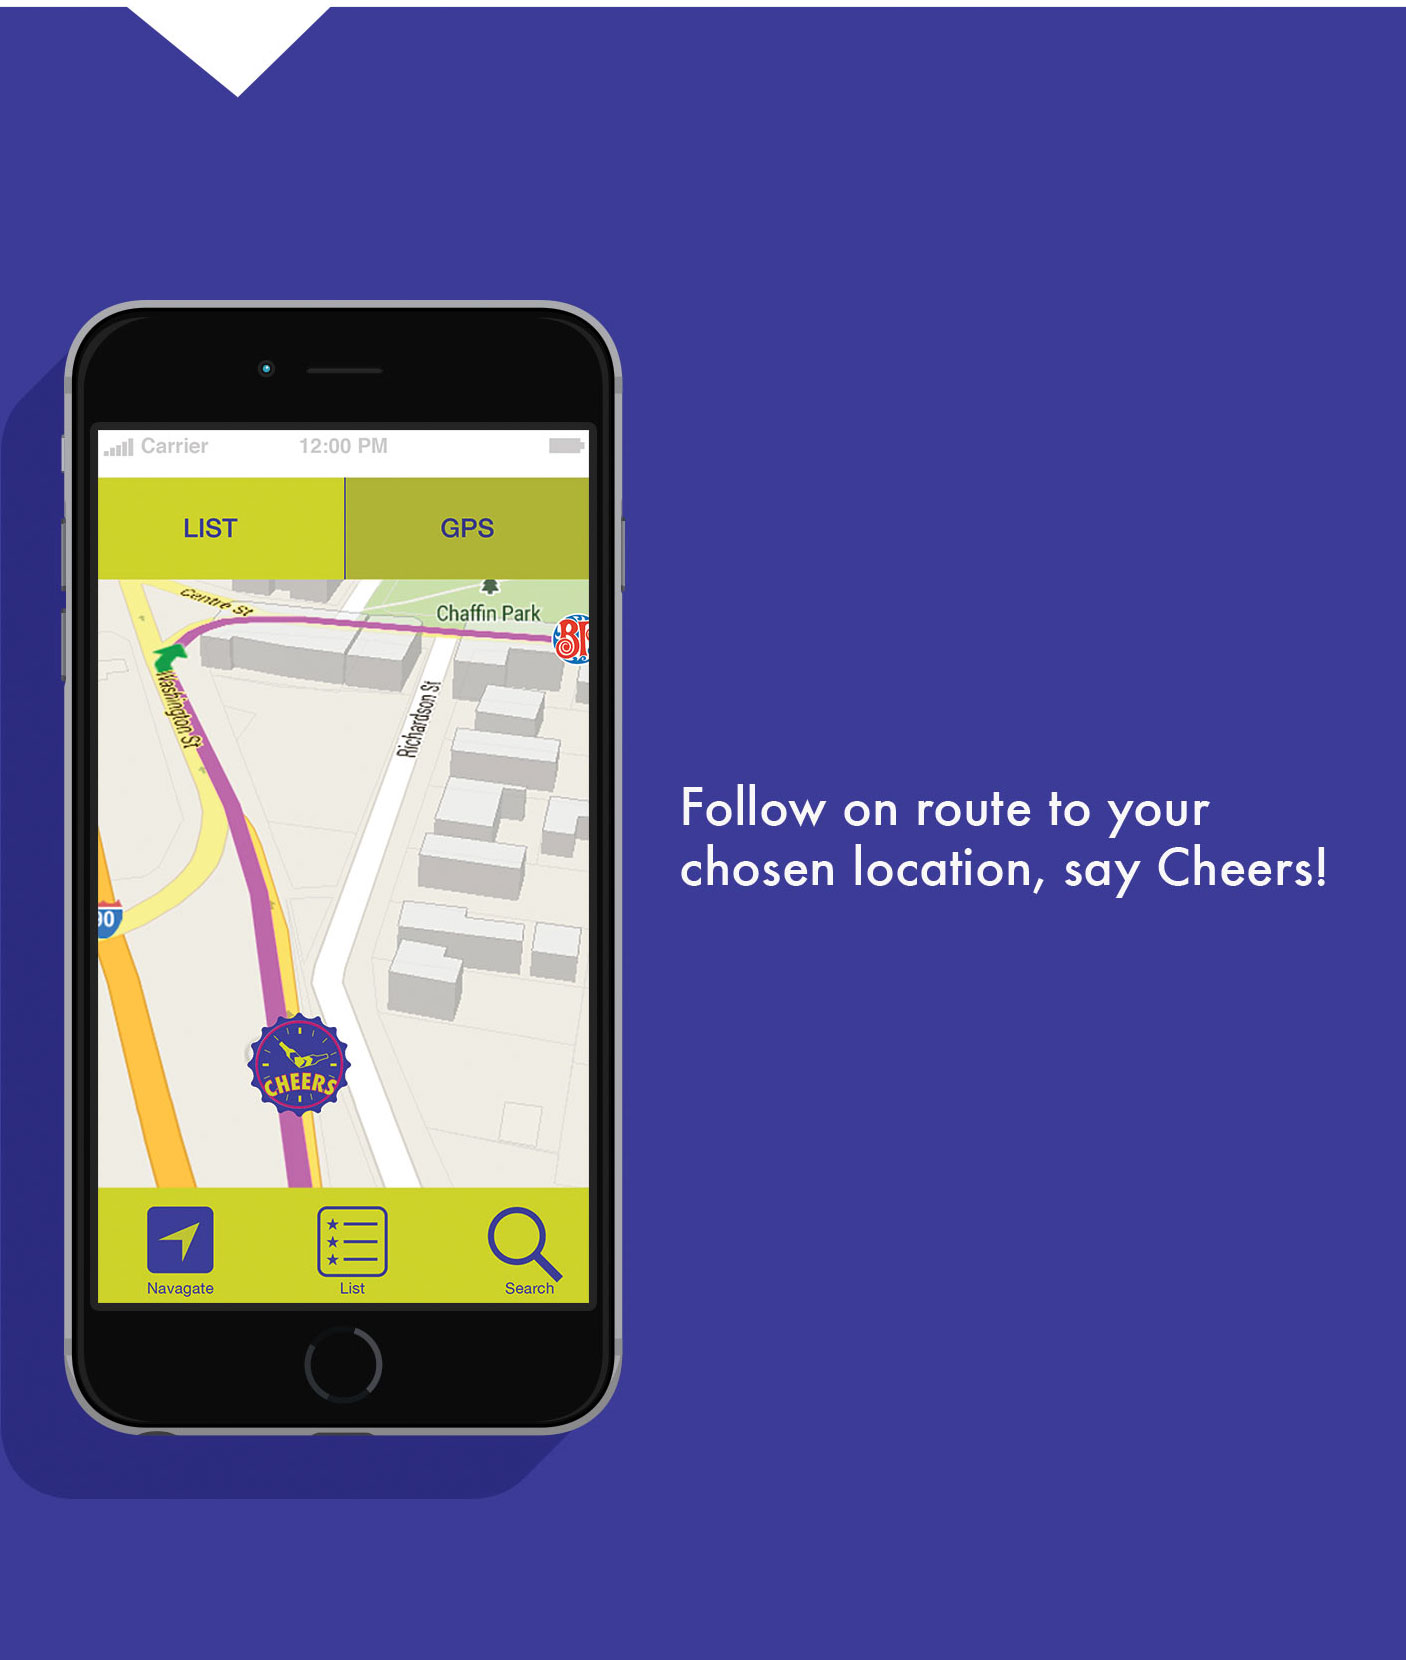 Carrier 12:00 PM
LIST GPS
Centre St
Chaffin Park
BP
Washington St
Richardson St
90
CHEERS
Navagate List Search
Follow on route to your
chosen location, say Cheers!